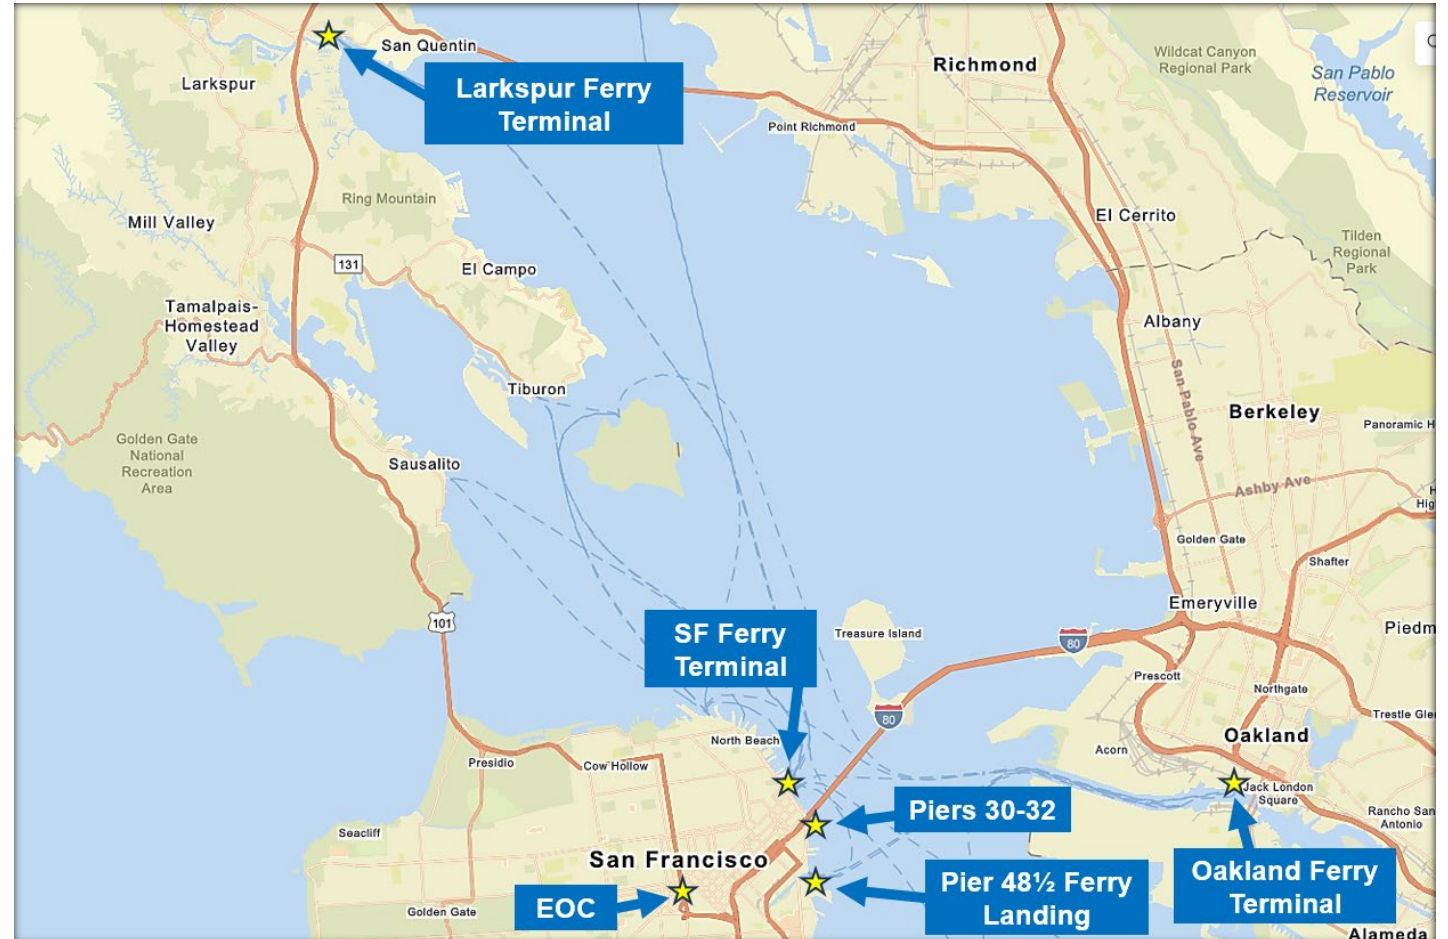 San Quentin
Larkspur
Larkspur Ferry
Terminal
Richmond
Wildcat Canyon
Regional Park
San Pablo
Reservoir
Point Richmond
Ring Mountain
Mill Valley
El Cerrito
Tilden
Regional
Park
131
El Campo
Tamalpais-
Homestead
Valley
Albany
Tiburon
San Pablo Ave
Berkeley
Panoramic H
Golden Gate
National
Recreation
Area
Sausalito
Ashby Ave
H
Hig
Golden Gate
Shafter
Emeryville
101
SF Ferry
Terminal
Treasure Island
80
Piedm
Prescott
Northgate
80
Trestle Gle
North Beach
Oakland
Acorn
Presidio
Cow Hollow
Jack London
Square
Piers 30-32
Rancho San
Antonio
Seacliff
San Francisco
Pier 48½ Ferry
Landing
Oakland Ferry
Terminal
EOC
Golden Gate
Alameda